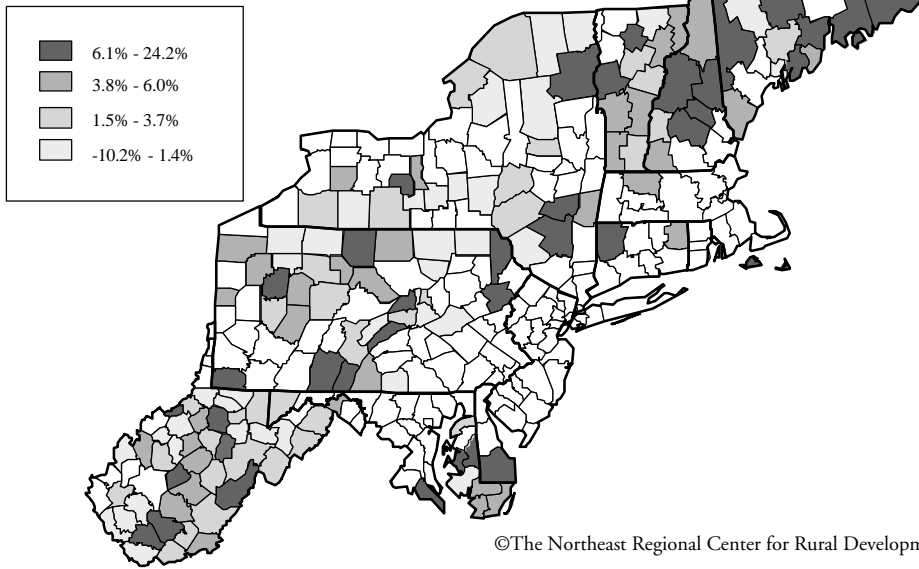 6.1% - 24.2%
3.8% - 6.0%
1.5% - 3.7%
-10.2% - 1.4%
©The Northeast Regional Center for Rural Developm